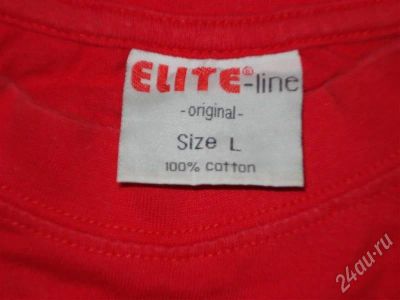 ELITE®-line
-original-
Size L
100% cotton
24au.ru